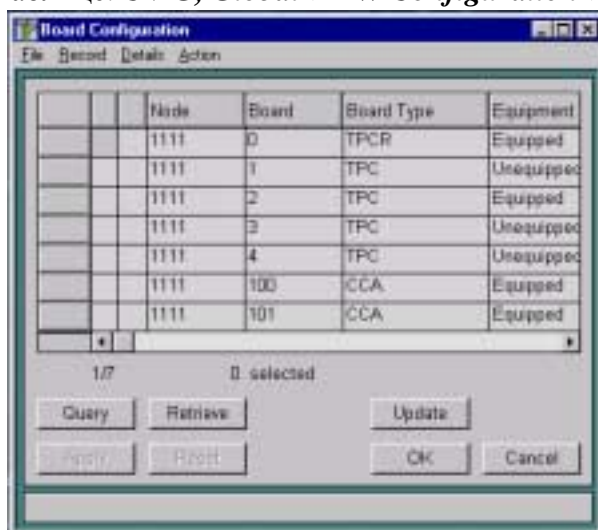 Board Configuration
File Record Details Action
Node Board Board Type Equipment
1111 0 TPCR Equipped
1111 1 TPC Unequipped
1111 2 TPC Equipped
1111 3 TPC Unequipped
1111 4 TPC Unequipped
1111 100 CCA Equipped
1111 101 CCA Equipped
1/7 0 selected
Query Retrieve Update
Apply Reset OK Cancel